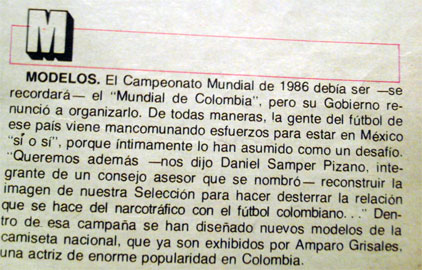 M
MODELOS. El Campeonato Mundial de 1986 debía ser —se
recordará— el "Mundial de Colombia", pero su Gobierno re-
nunció a organizarlo. De todas maneras, la gente del fútbol de
ese país viene mancomunando esfuerzos para estar en México
"sí o sí", porque íntimamente lo han asumido como un desafío.
"Queremos además —nos dijo Daniel Samper Pizano, inte-
grante de un consejo asesor que se nombró— reconstruir la
imagen de nuestra Selección para hacer desterrar la relación
que se hace del narcotráfico con el fútbol colombiano. . ." Den-
tro de esa campaña se han diseñado nuevos modelos de la
camiseta nacional, que ya son exhibidos por Amparo Grisales,
una actriz de enorme popularidad en Colombia.